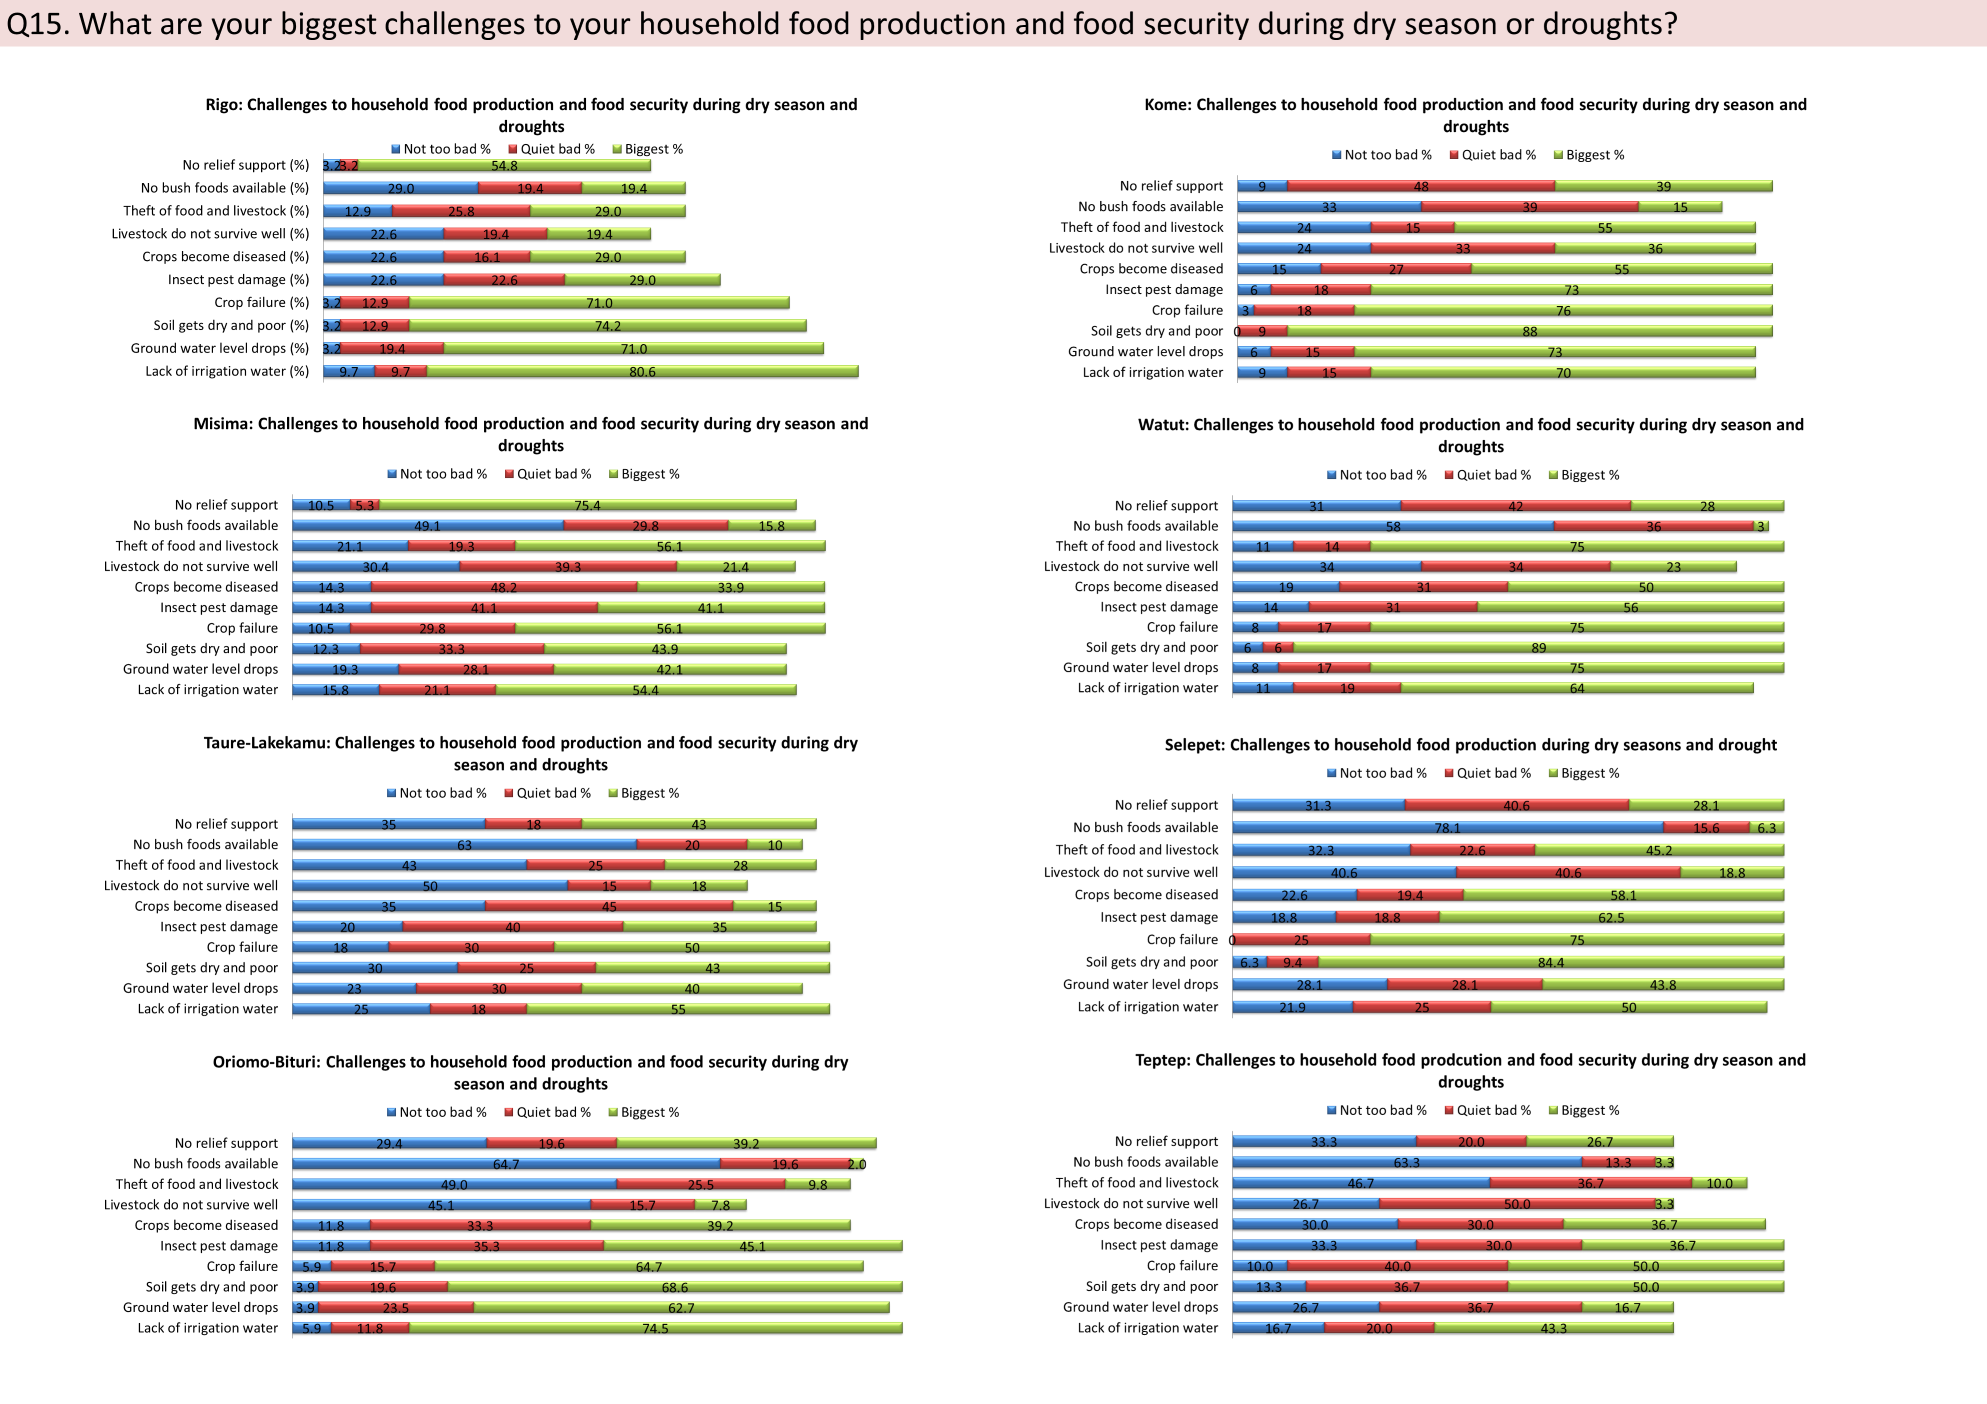 Q15. What are your biggest challenges to your household food production and food security during dry season or droughts?
Rigo: Challenges to household food production and food security during dry season and
droughts
Not too bad % Quiet bad % Biggest %
No relief support (%) 3.2 3.2 54.8
No bush foods available (%) 29.0 19.4 19.4
Theft of food and livestock (%) 12.9 25.8 29.0
Livestock do not survive well (%) 22.6 19.4 19.4
Crops become diseased (%) 22.6 16.1 29.0
Insect pest damage (%) 22.6 22.6 29.0
Crop failure (%) 3.2 12.9 71.0
Soil gets dry and poor (%) 3.2 12.9 74.2
Ground water level drops (%) 3.2 19.4 71.0
Lack of irrigation water (%) 9.7 9.7 80.6
Kome: Challenges to household food production and food security during dry season and
droughts
Not too bad % Quiet bad % Biggest %
No relief support 9 48 39
No bush foods available 33 39 15
Theft of food and livestock 24 15 55
Livestock do not survive well 24 33 36
Crops become diseased 15 27 55
Insect pest damage 6 18 73
Crop failure 3 18 76
Soil gets dry and poor 0 9 88
Ground water level drops 6 15 73
Lack of irrigation water 9 15 70
Misima: Challenges to household food production and food security during dry season and
droughts
Not too bad % Quiet bad % Biggest %
No relief support 10.5 5.3 75.4
No bush foods available 49.1 29.8 15.8
Theft of food and livestock 21.1 19.3 56.1
Livestock do not survive well 30.4 39.3 21.4
Crops become diseased 14.3 48.2 33.9
Insect pest damage 14.3 41.1 41.1
Crop failure 10.5 29.8 56.1
Soil gets dry and poor 12.3 33.3 43.9
Ground water level drops 19.3 28.1 42.1
Lack of irrigation water 15.8 21.1 54.4
Watut: Challenges to household food production and food security during dry season and
droughts
Not too bad % Quiet bad % Biggest %
No relief support 31 42 28
No bush foods available 58 36 3
Theft of food and livestock 11 14 75
Livestock do not survive well 34 34 23
Crops become diseased 19 31 50
Insect pest damage 14 31 56
Crop failure 8 17 75
Soil gets dry and poor 6 6 89
Ground water level drops 8 17 75
Lack of irrigation water 11 19 64
Taure-Lakekamu: Challenges to household food production and food security during dry
season and droughts
Not too bad % Quiet bad % Biggest %
No relief support 35 18 43
No bush foods available 63 20 10
Theft of food and livestock 43 25 28
Livestock do not survive well 50 15 18
Crops become diseased 35 45 15
Insect pest damage 20 40 35
Crop failure 18 30 50
Soil gets dry and poor 30 25 43
Ground water level drops 23 30 40
Lack of irrigation water 25 18 55
Selepet: Challenges to household food production during dry seasons and drought
Not too bad % Quiet bad % Biggest %
No relief support 31.3 40.6 28.1
No bush foods available 78.1 15.6 6.3
Theft of food and livestock 32.3 22.6 45.2
Livestock do not survive well 40.6 40.6 18.8
Crops become diseased 22.6 19.4 58.1
Insect pest damage 18.8 18.8 62.5
Crop failure 0 25 75
Soil gets dry and poor 6.3 9.4 84.4
Ground water level drops 28.1 28.1 43.8
Lack of irrigation water 21.9 25 50
Oriomo-Bituri: Challenges to household food production and food security during dry
season and droughts
Not too bad % Quiet bad % Biggest %
No relief support 29.4 19.6 39.2
No bush foods available 64.7 19.6 2.0
Theft of food and livestock 49.0 25.5 9.8
Livestock do not survive well 45.1 15.7 7.8
Crops become diseased 11.8 33.3 39.2
Insect pest damage 11.8 35.3 45.1
Crop failure 5.9 15.7 64.7
Soil gets dry and poor 3.9 19.6 68.6
Ground water level drops 3.9 23.5 62.7
Lack of irrigation water 5.9 11.8 74.5
Teptep: Challenges to household food prodcution and food security during dry season and
droughts
Not too bad % Quiet bad % Biggest %
No relief support 33.3 20.0 26.7
No bush foods available 63.3 13.3 3.3
Theft of food and livestock 46.7 36.7 10.0
Livestock do not survive well 26.7 50.0 3.3
Crops become diseased 30.0 30.0 36.7
Insect pest damage 33.3 30.0 36.7
Crop failure 10.0 40.0 50.0
Soil gets dry and poor 13.3 36.7 50.0
Ground water level drops 26.7 36.7 16.7
Lack of irrigation water 16.7 20.0 43.3